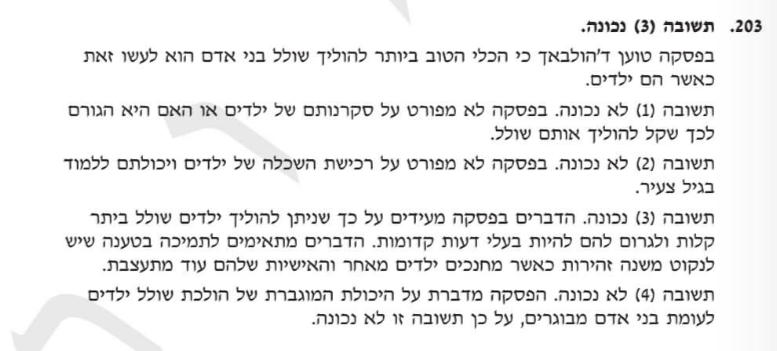 203. תשובה (3) נכונה.
בפסקה טוען ד'הולבאך כי הכלי הטוב ביותר להוליך שולל בני אדם הוא לעשו זאת
כאשר הם ילדים.
תשובה (1) לא נכונה. בפסקה לא מפורט על סקרנותם של ילדים או האם היא הגורם
לכך שקל להוליך אותם שולל.
תשובה (2) לא נכונה. בפסקה לא מפורט על רכישת השכלה של ילדים ויכולתם ללמוד
בגיל צעיר.
תשובה (3) נכונה. הדברים בפסקה מעידים על כך שניתן להוליך ילדים שולל ביתר
קלות ולגרום להם להיות בעלי דעות קדומות. הדברים מתאימים לתמיכה בטענה שיש
לנקוט משנה זהירות כאשר מחנכים ילדים מאחר והאישיות שלהם עוד מתעצבת.
תשובה (4) לא נכונה. הפסקה מדברת על היכולת המוגברת של הולכת שולל ילדים
לעומת בני אדם מבוגרים, על כן תשובה זו לא נכונה.